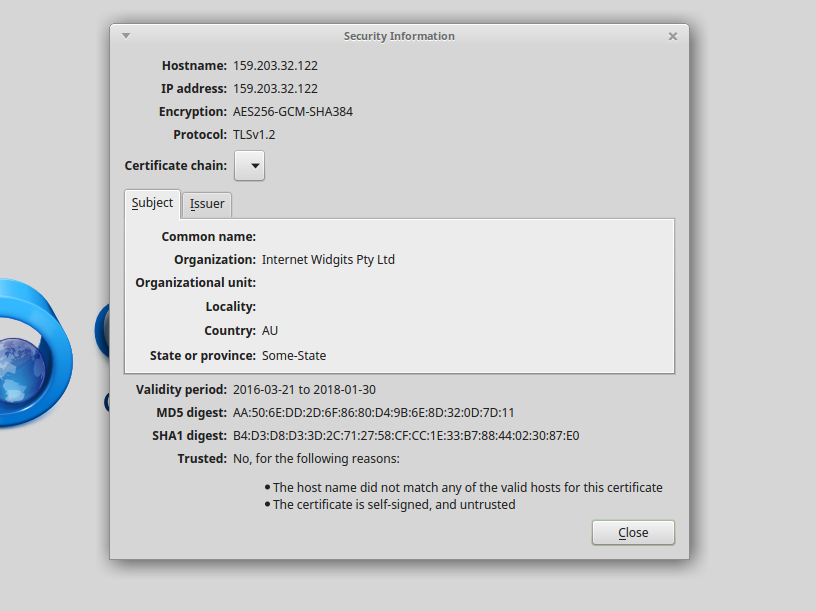 Security Information
Hostname: 159.203.32.122
IP address: 159.203.32.122
Encryption: AES256-GCM-SHA384
Protocol: TLSv1.2
Certificate chain:
Subject Issuer
Common name:
Organization: Internet Widgits Pty Ltd
Organizational unit:
Locality:
Country: AU
State or province: Some-State
Validity period: 2016-03-21 to 2018-01-30
MD5 digest: AA:50:6E:DD:2D:6F:86:80:D4:9B:6E:8D:32:0D:7D:11
SHA1 digest: B4:D3:D8:D3:3D:2C:71:27:58:CF:CC:1E:33:B7:88:44:02:30:87:E0
Trusted: No, for the following reasons:
• The host name did not match any of the valid hosts for this certificate
• The certificate is self-signed, and untrusted
Close